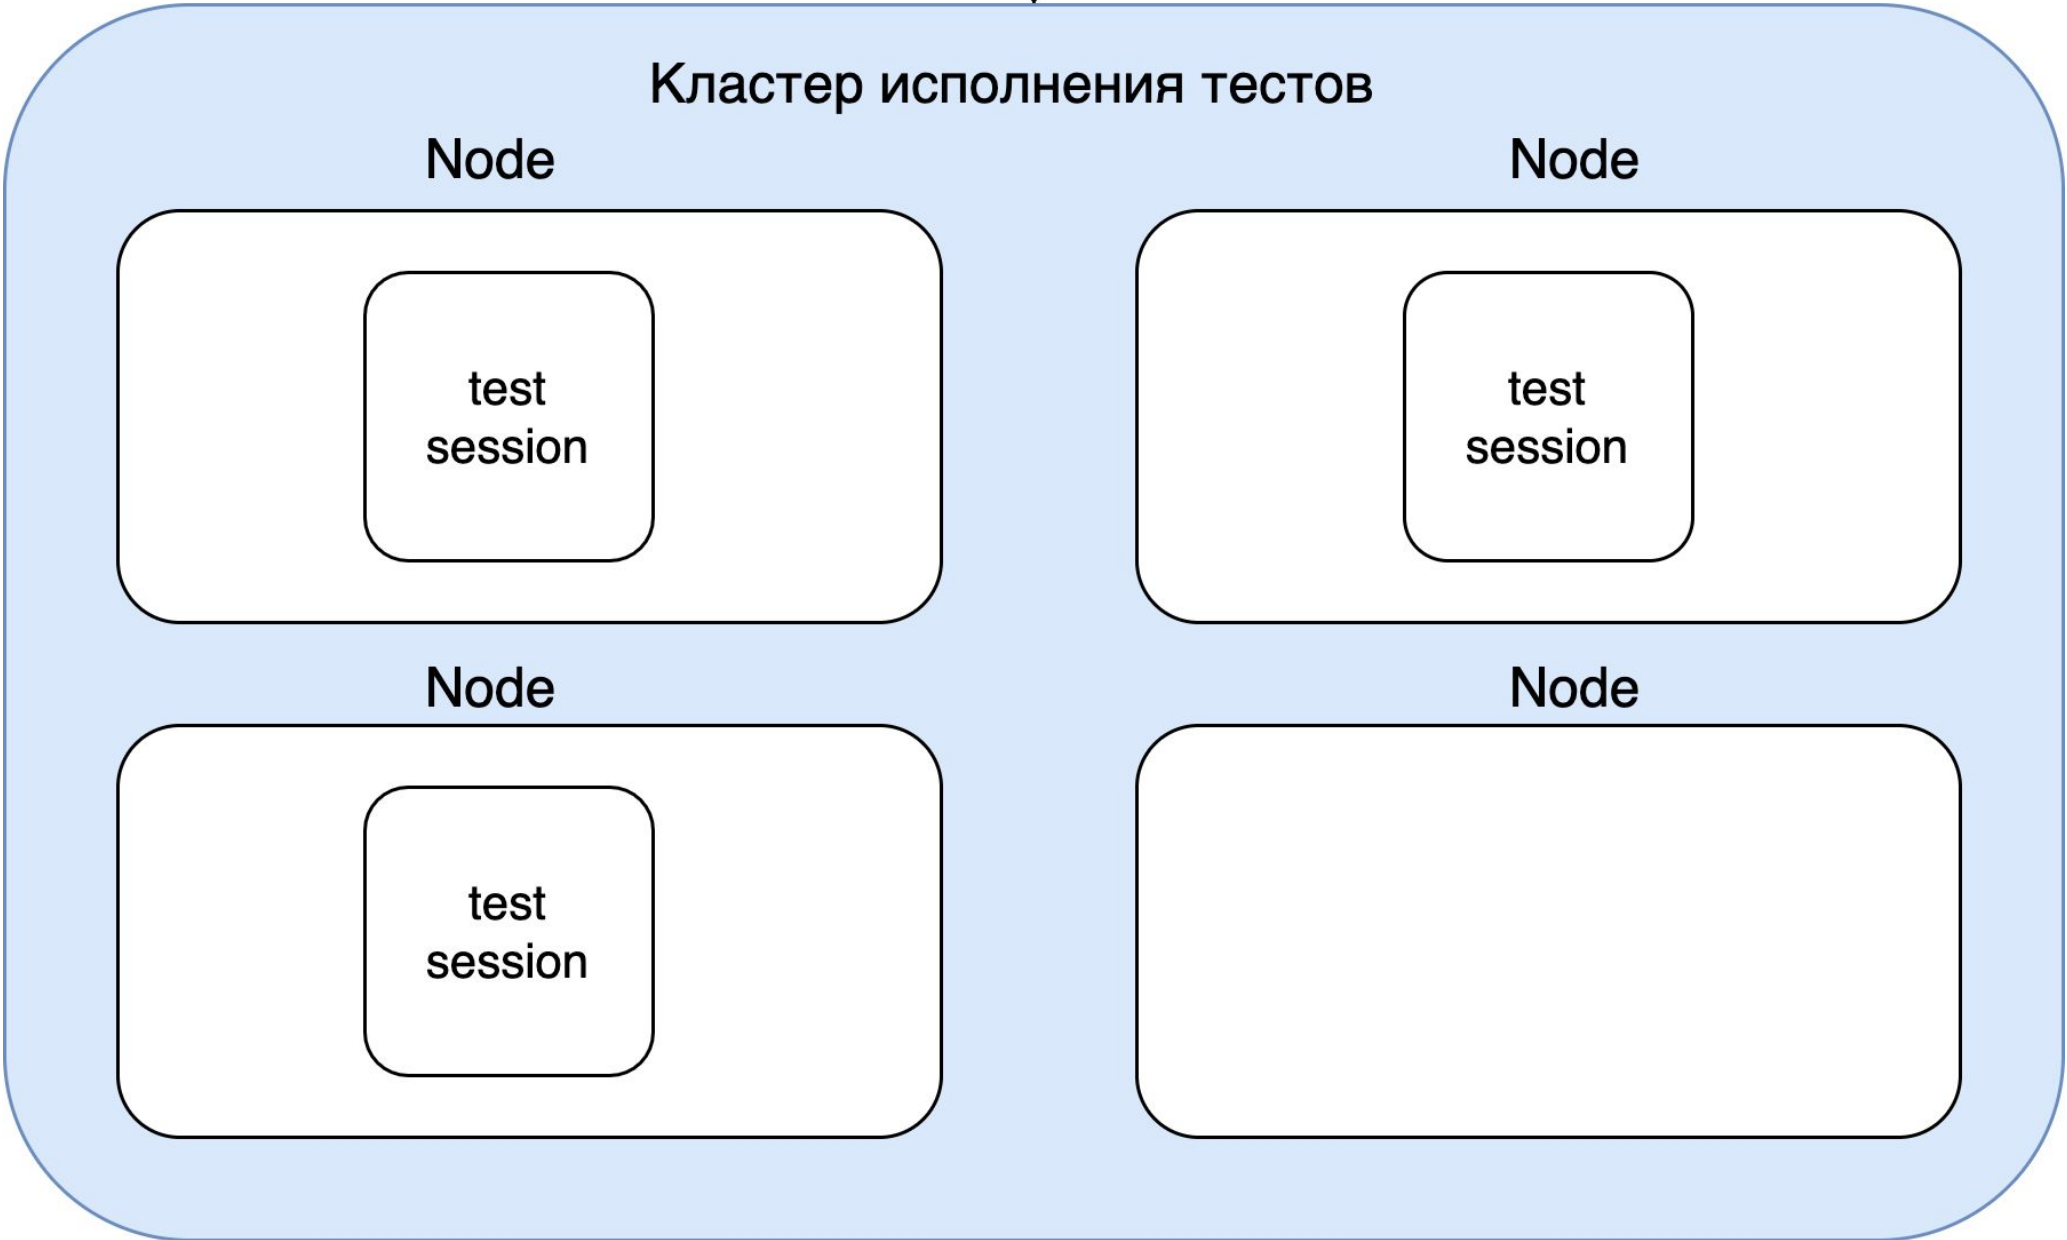 Кластер исполнения тестов
Node
Node
test
session
test
session
Node
Node
test
session